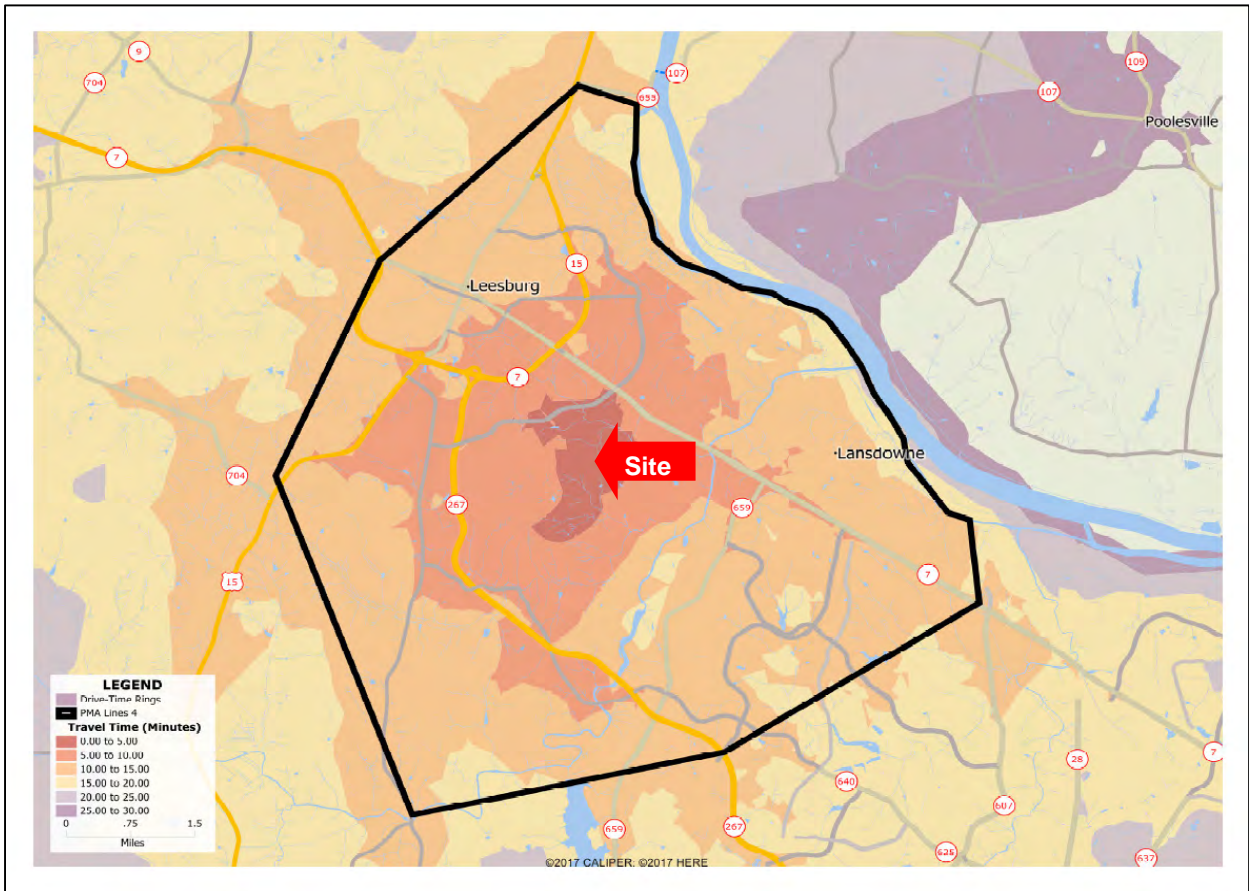 9
107
109
704
653
107
Poolesville
7
15
Leesburg
7
Lansdowne
Site
704
267
659
7
15
LEGEND
Drive-Time Rings
PMA Lines 4
Travel Time (Minutes)
0.00 to 5.00
5.00 to 10.00
10.00 to 15.00
15.00 to 20.00
20.00 to 25.00
25.00 to 30.00
0 .75 1.5
Miles
7
28
640
607
659
267
625
637
©2017 CALIPER; ©2017 HERE